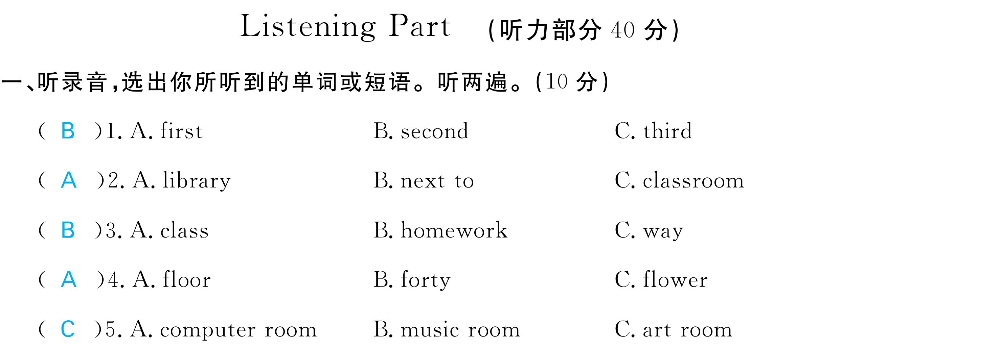 Listening Part (听力部分 40 分)
一、听录音,选出你所听到的单词或短语。听两遍。(10 分)
( B )1. A. first B. second C. third
( A )2. A. library B. next to C. classroom
( B )3. A. class B. homework C. way
( A )4. A. floor B. forty C. flower
( C )5. A. computer room B. music room C. art room